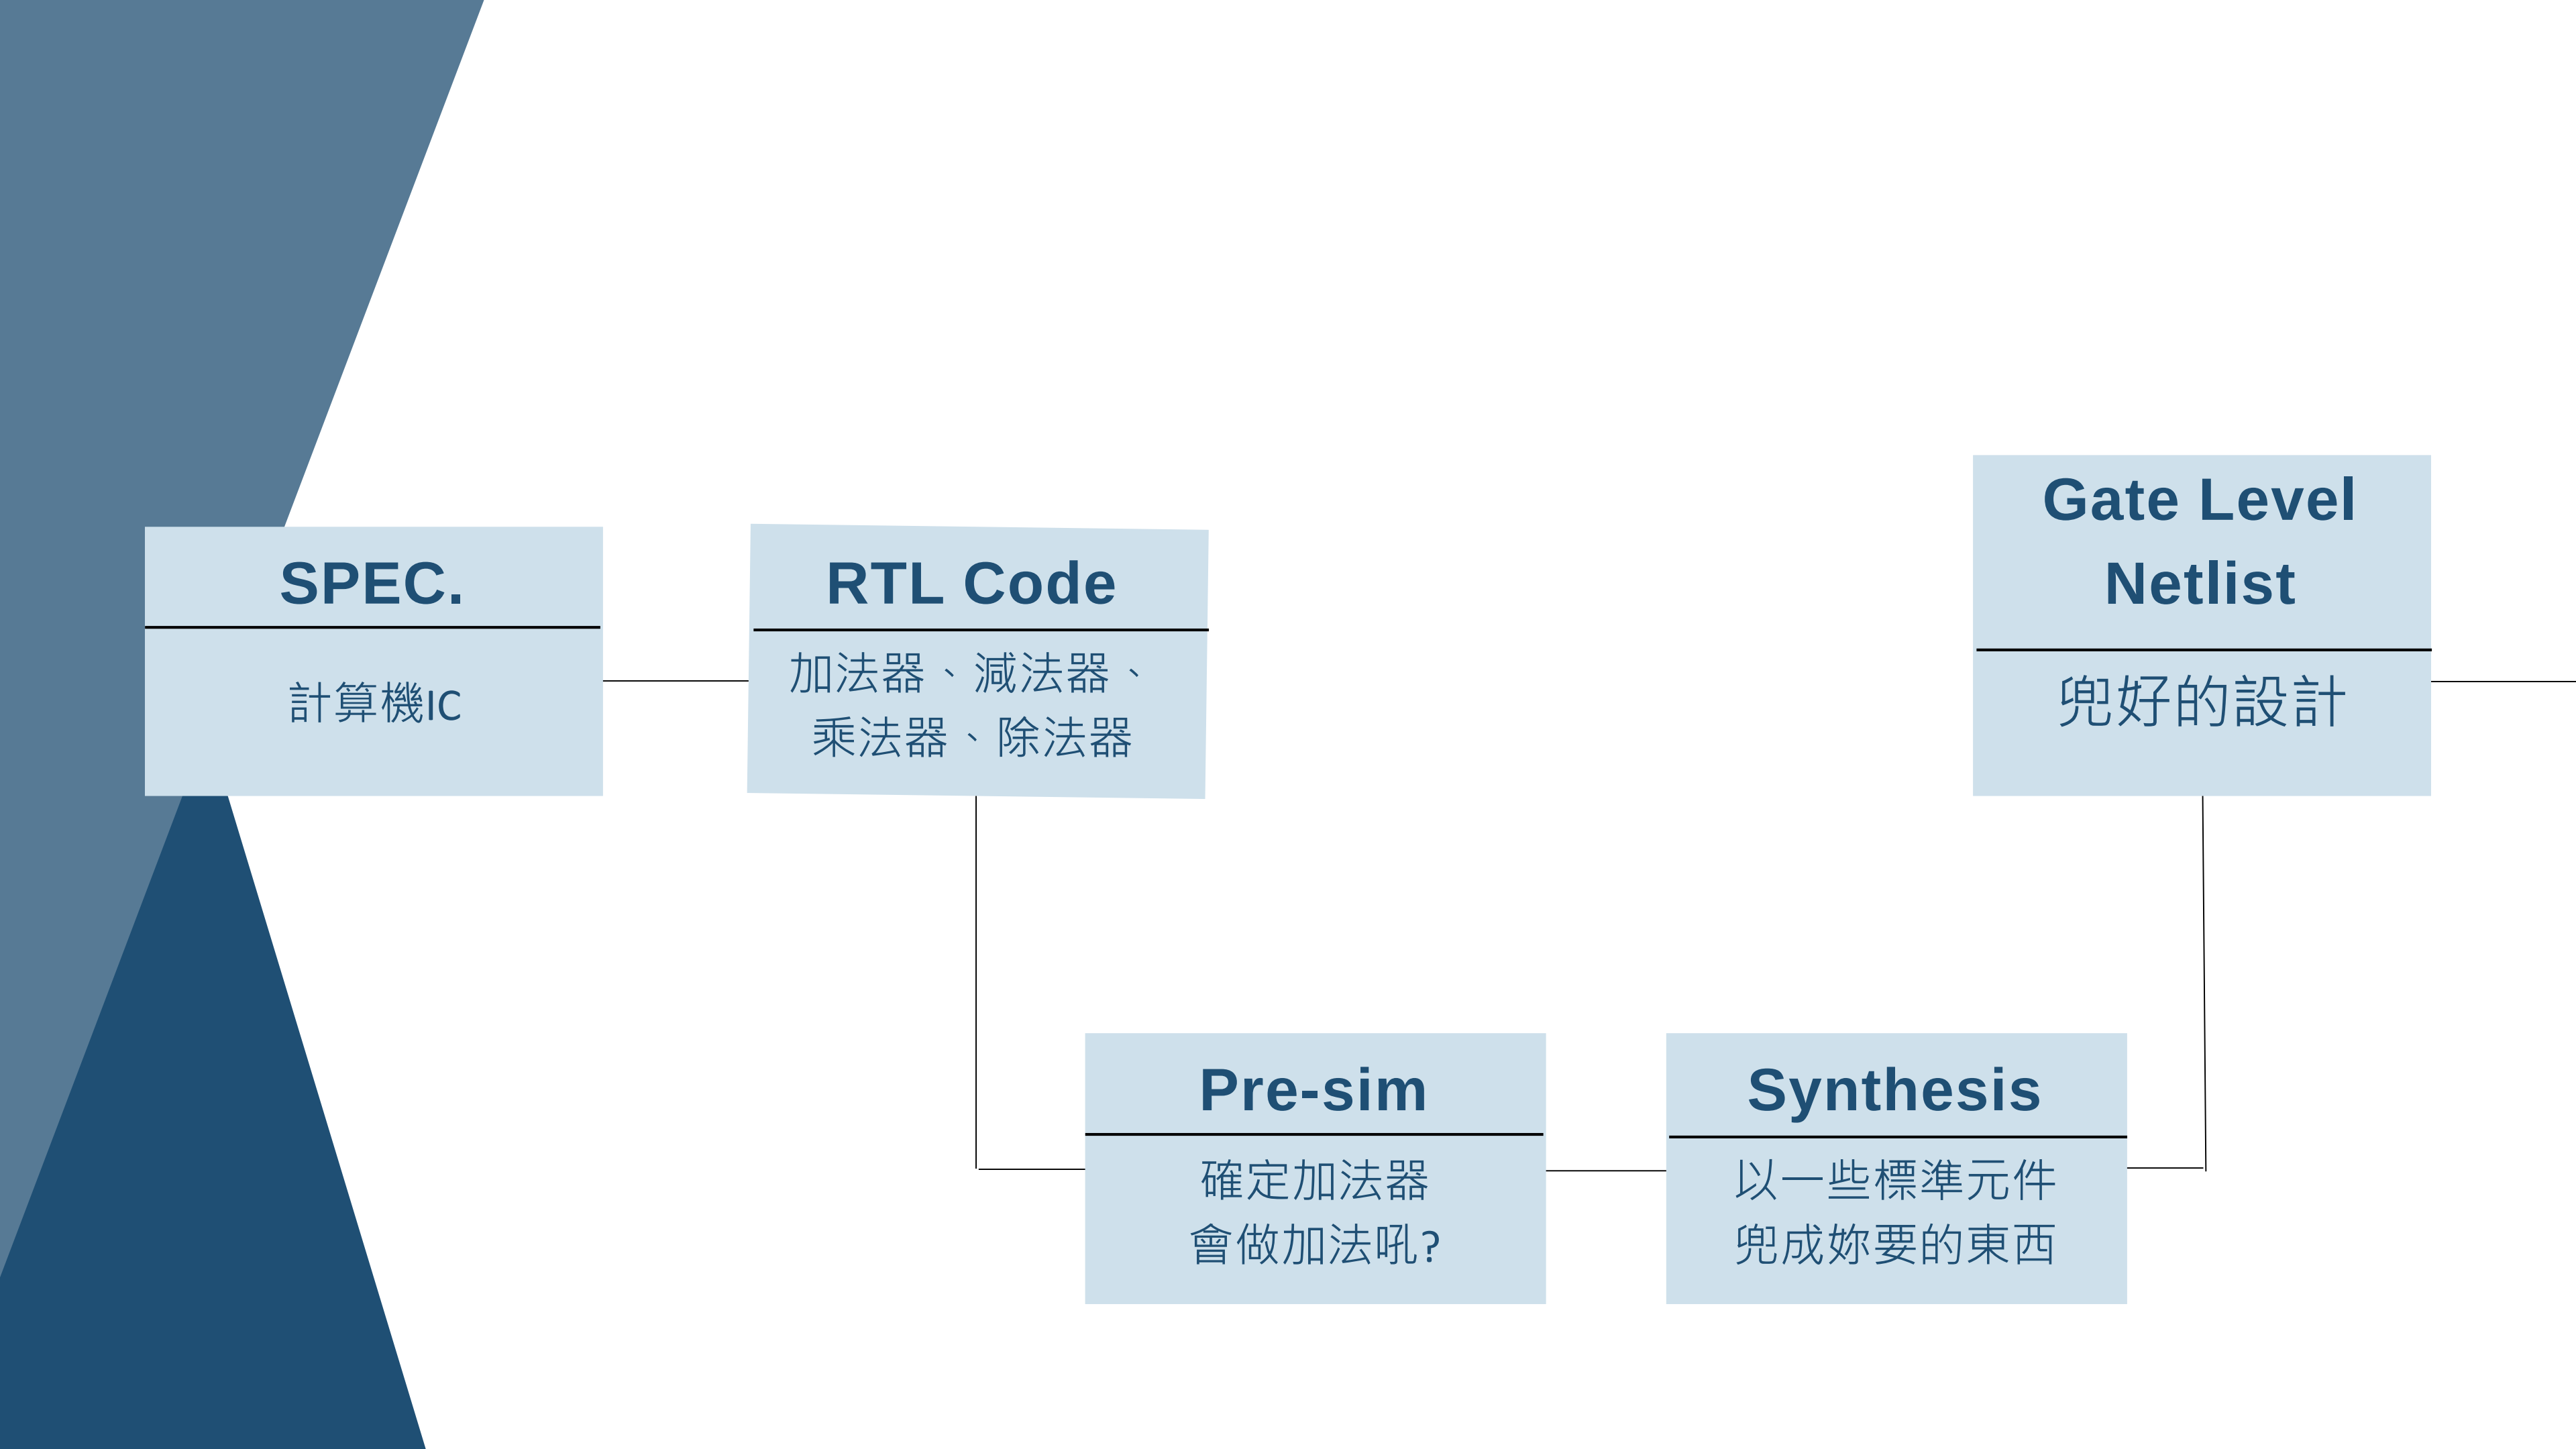 SPEC.
計算機IC
RTL Code
加法器、減法器、
乘法器、除法器
Pre-sim
確定加法器
會做加法吼?
Synthesis
以一些標準元件
兜成妳要的東西
Gate Level
Netlist
兜好的設計